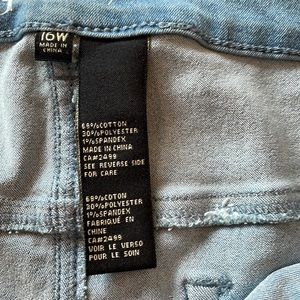 16W
MADE IN
CHINA
69%COTTON
30%POLYESTER
1%SPANDEX
MADE IN CHINA
CA#2499
SEE REVERSE SIDE
FOR CARE
69%COTON
30%POLYESTER
1%SPANDEX
FABRIQUE EN
CHINE
CA#2499
VOIR LE VERSO
POUR LE SOIN